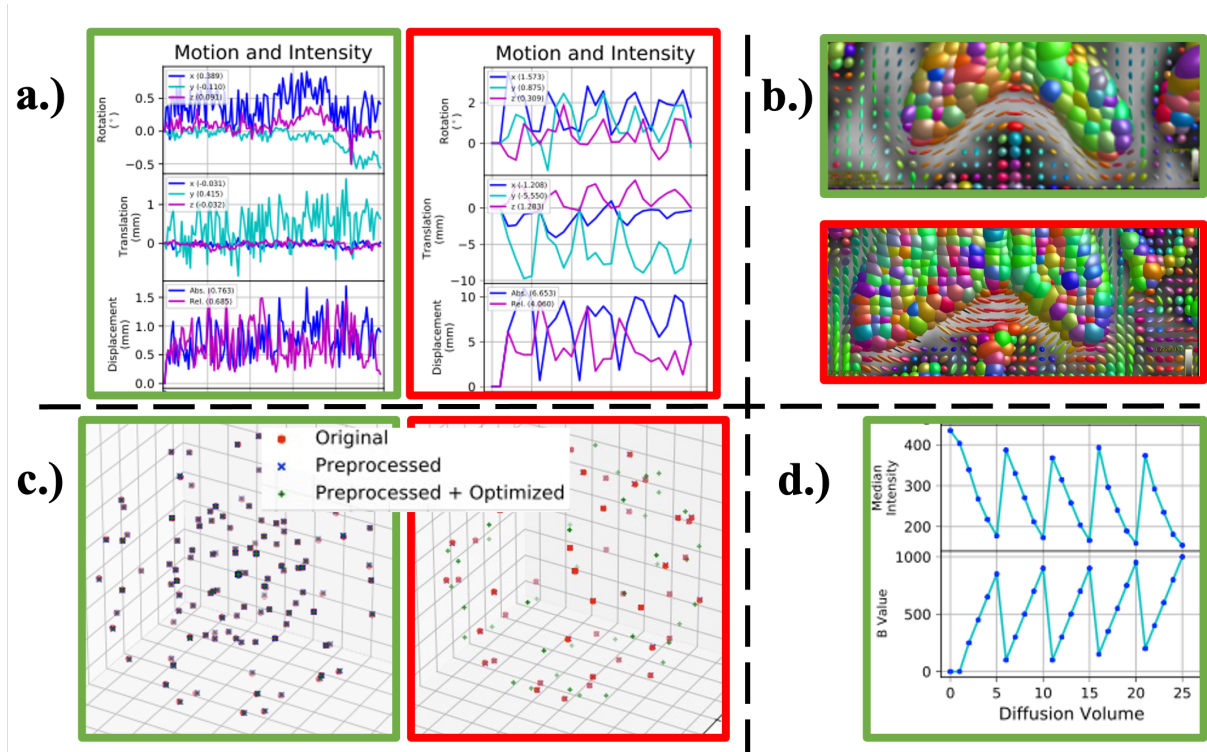 a.)
Motion and Intensity
x (0.389)
y (-0.110)
z (0.091)
Rotation
(°)
0.5
0.0
−0.5
x (-0.031)
y (0.415)
z (-0.032)
Translation
(mm)
1
0
Abs. (0.763)
Rel. (0.685)
Displacement
(mm)
1.5
1.0
0.5
0.0
Motion and Intensity
x (1.573)
y (0.875)
z (0.309)
Rotation
(°)
2
0
x (-1.208)
y (-5.550)
z (1.283)
Translation
(mm)
0
−5
−10
Abs. (6.653)
Rel. (4.060)
Displacement
(mm)
10
5
0
b.)
c.)
Original
Preprocessed
Preprocessed + Optimized
d.)
Median
Intensity
400
300
200
B Value
1000
500
0
0 5 10 15 20 25
Diffusion Volume